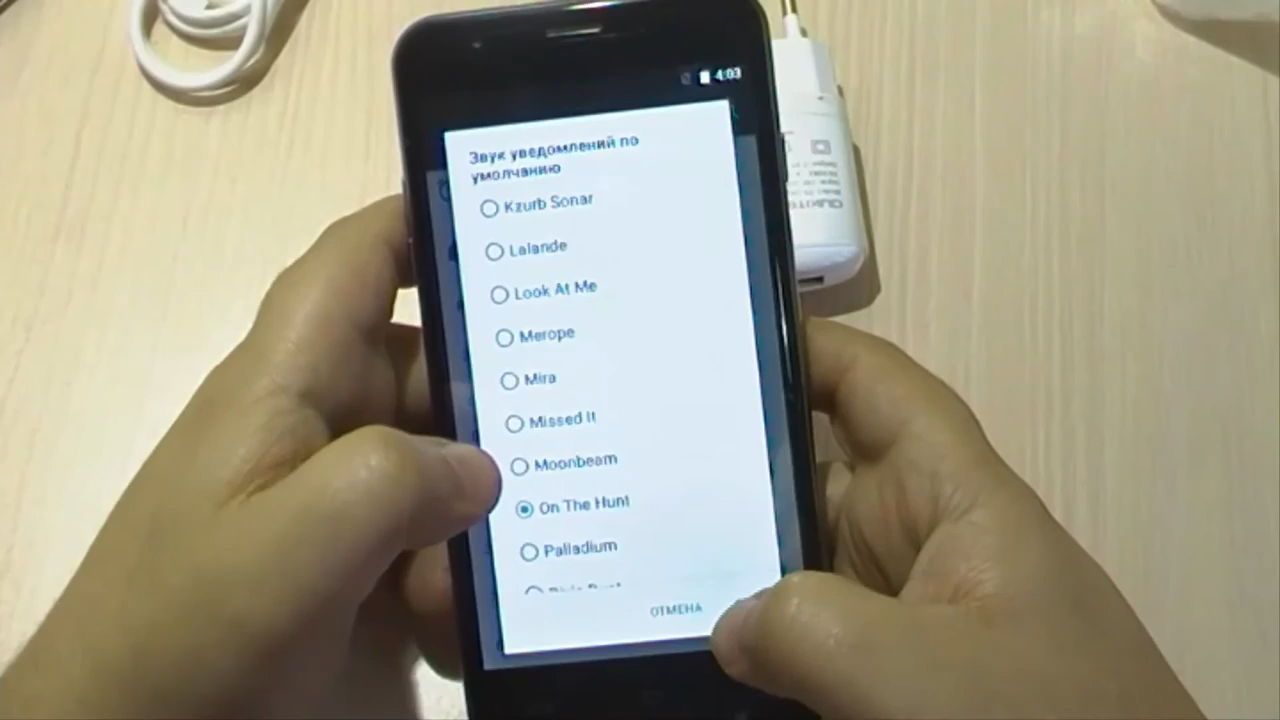 4:03
Звук уведомлений по
умолчанию
Kzurb Sonar
Lalande
Look At Me
Merope
Mira
Missed It
Moonbeam
On The Hunt
Palladium
ОТМЕНА
OUKITEL